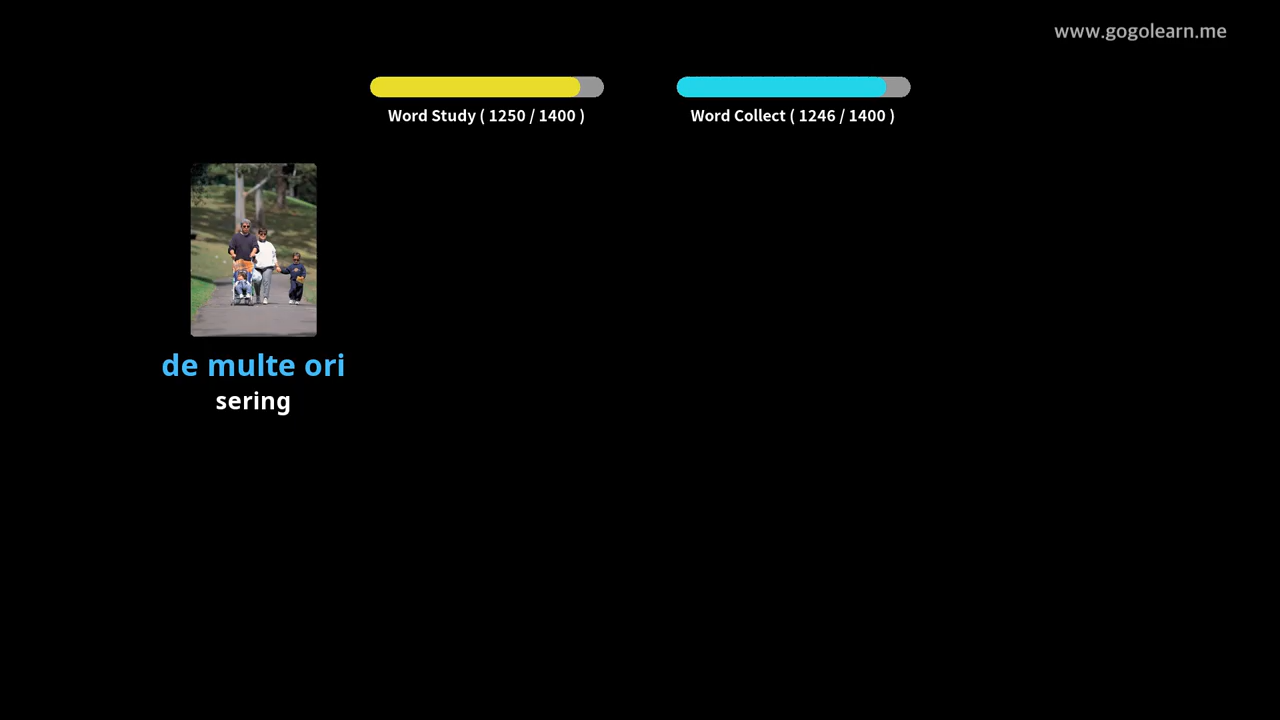 www.gogolearn.me
Word Study ( 1250 / 1400 )
Word Collect ( 1246 / 1400 )
de multe ori
sering